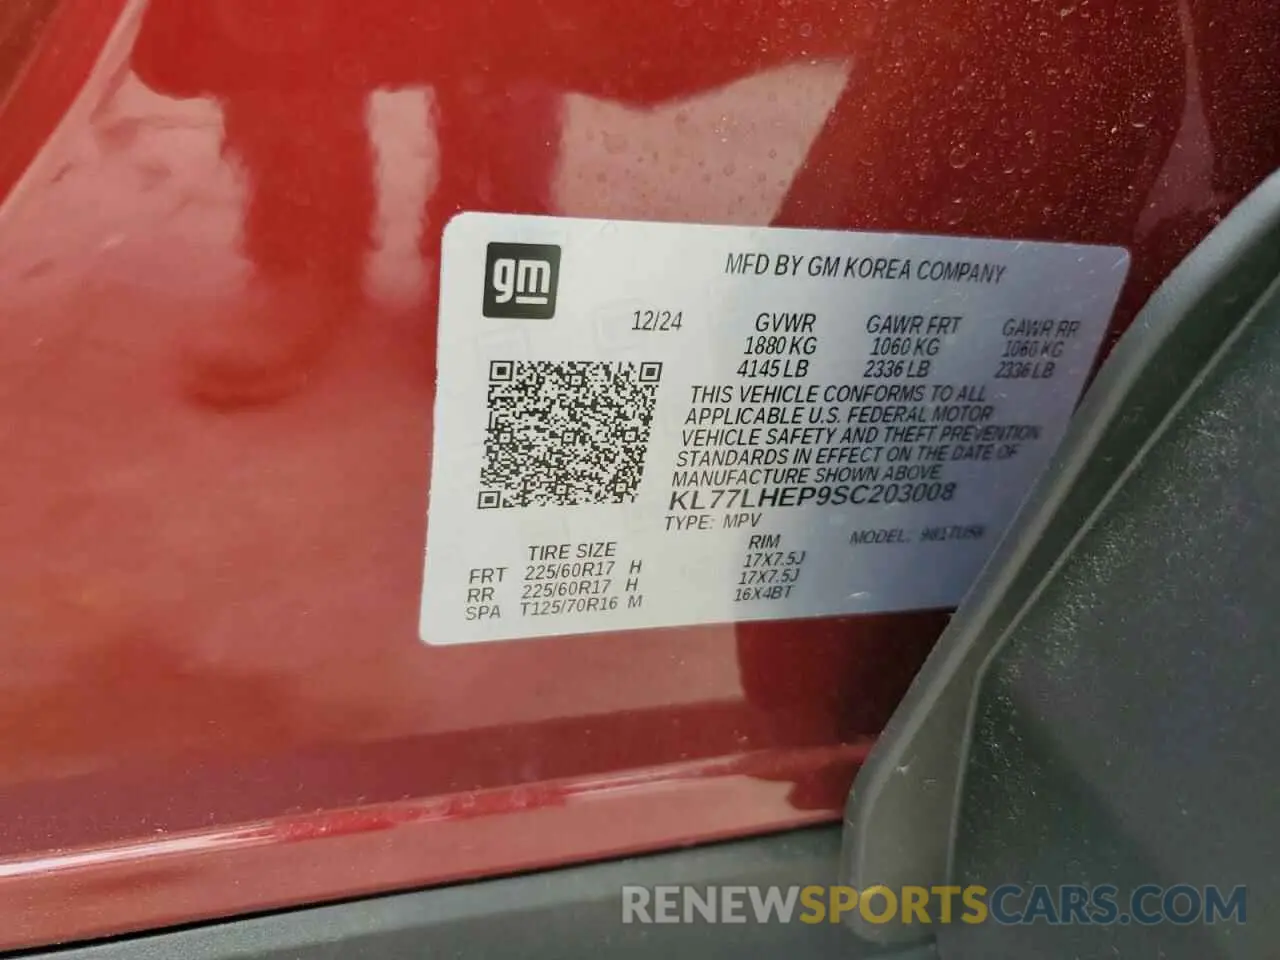 gm
MFD BY GM KOREA COMPANY
12/24 GVWR GAWR FRT GAWR RR
1880 KG 1060 KG 1060 KG
4145 LB 2336 LB 2336 LB
THIS VEHICLE CONFORMS TO ALL
APPLICABLE U.S. FEDERAL MOTOR
VEHICLE SAFETY AND THEFT PREVENTION
STANDARDS IN EFFECT ON THE DATE OF
MANUFACTURE SHOWN ABOVE.
KL77LHEP9SC203008
TYPE: MPV MODEL:
TIRE SIZE RIM
FRT 225/60R17 H 17X7.5J
RR 225/60R17 H 17X7.5J
SPA T125/70R16 M 16X4BT
RENEWSPORTSCARS.COM